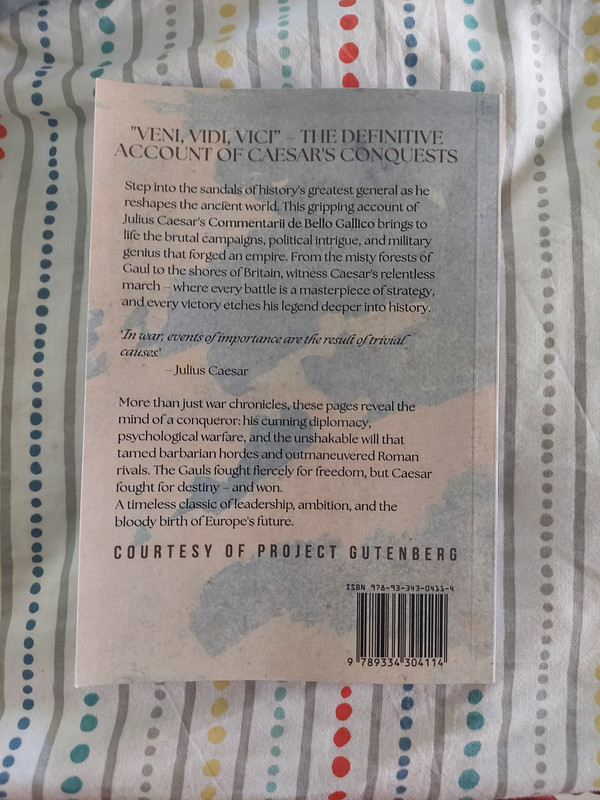 "VENI, VIDI, VICI" – THE DEFINITIVE
ACCOUNT OF CAESAR'S CONQUESTS
Step into the sandals of history's greatest general as he
reshapes the ancient world. This gripping account of
Julius Caesar's Commentarii de Bello Gallico brings to
life the brutal campaigns, political intrigue, and military
genius that forged an empire. From the misty forests of
Gaul to the shores of Britain, witness Caesar's relentless
march – where every battle is a masterpiece of strategy,
and every victory etches his legend deeper into history.
'In war, events of importance are the result of trivial
causes.'
– Julius Caesar
More than just war chronicles, these pages reveal the
mind of a conqueror: his cunning diplomacy,
psychological warfare, and the unshakable will that
tamed barbarian hordes and outmaneuvered Roman
rivals. The Gauls fought fiercely for freedom, but Caesar
fought for destiny – and won.
A timeless classic of leadership, ambition, and the
bloody birth of Europe's future.
COURTESY OF PROJECT GUTENBERG
ISBN 978-93-343-0411-4
9 789334 304114